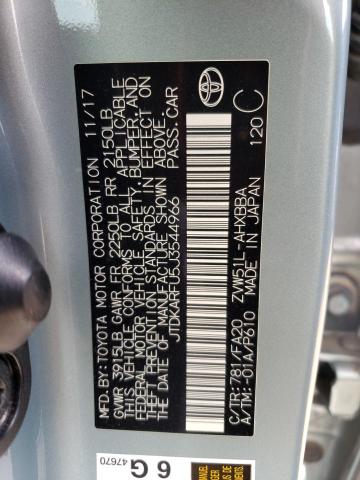 MFD.BY:TOYOTA MOTOR CORPORATION 11/17
GVWR 3915LB GAWR FR 2250LB RR 2150LB
THIS VEHICLE CONFORMS TO ALL APPLICABLE
FEDERAL MOTOR VEHICLE SAFETY, BUMPER, AND
THEFT PREVENTION STANDARDS IN EFFECT ON
THE DATE OF MANUFACTURE SHOWN ABOVE.
JTDKARFU5J3544966 PASS.CAR
C/TR:781/FA20 ZVW51L-AHXBBA
A/TM:-01A/P610 MADE IN JAPAN 120 C
TOYOTA
47670
6 G
MANUEL